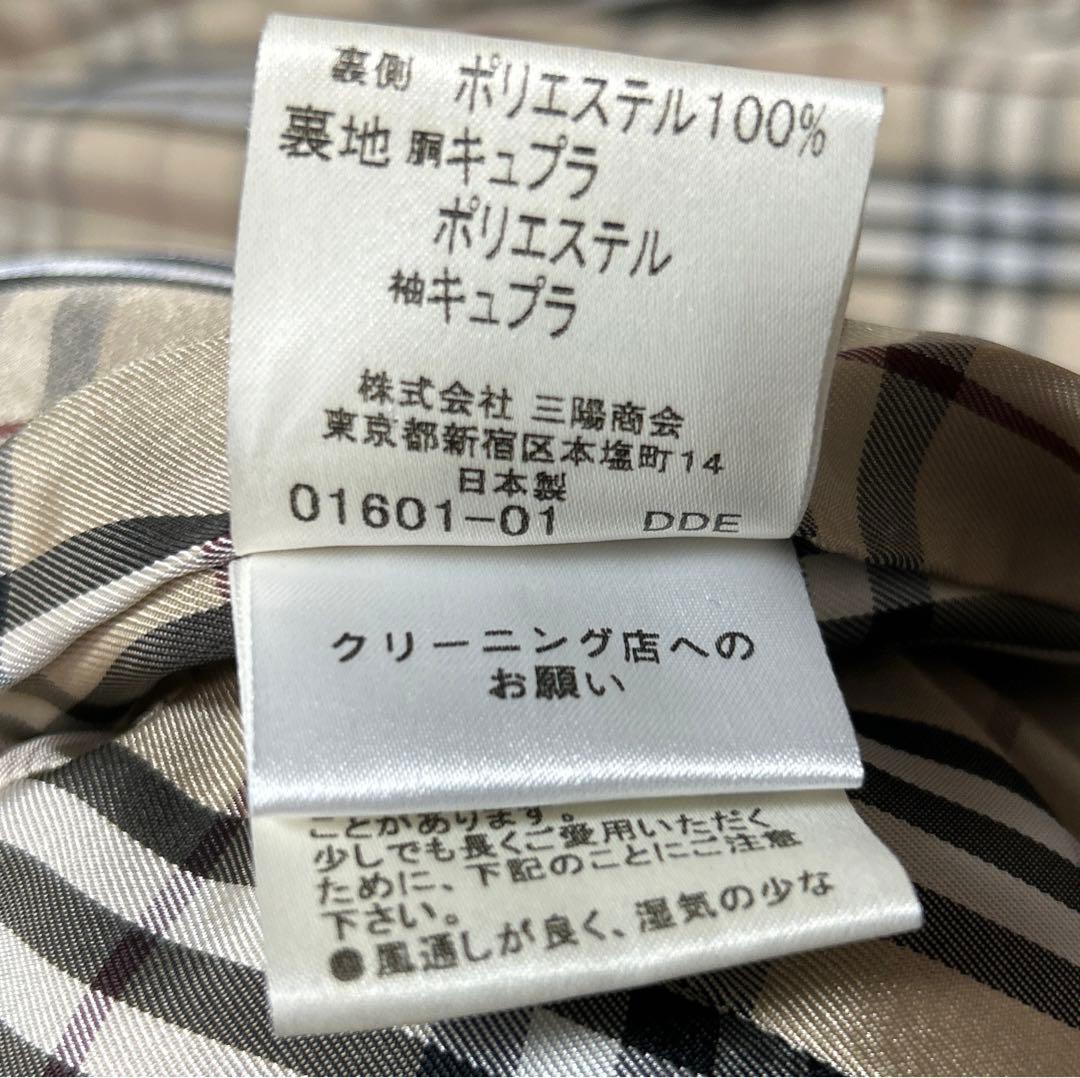 裏側 ポリエステル100%
裏地 胴キュプラ
ポリエステル
袖キュプラ
株式会社 三陽商会
東京都新宿区本塩町14
日本製
01601-01 DDE
クリーニング店への
お願い
ことがあります。
少しでも長くご愛用いただく
ために、下記のことにご注意
下さい。
●風通しが良く、湿気の少な